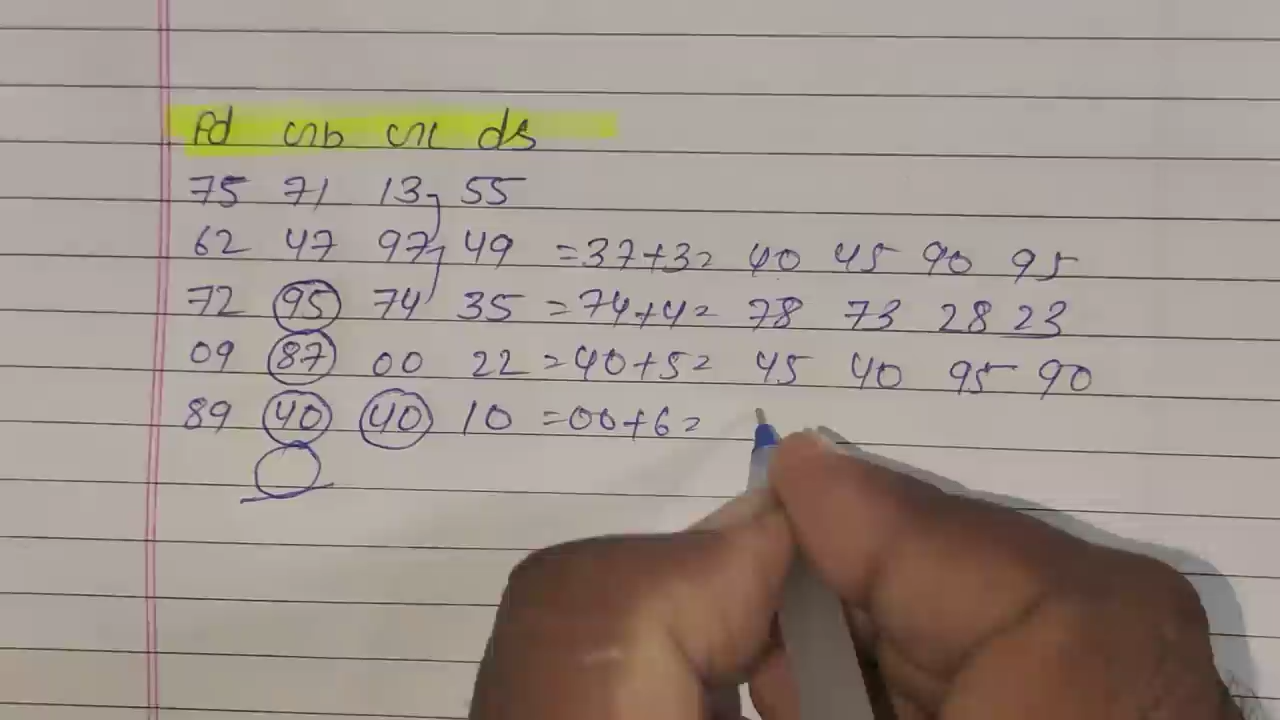 Fd GZb GZL ds
75 71 13 55
62 47 97 49 =37+3= 40 45 90 95
72 95 74 35 =74+4= 78 73 28 23
09 87 00 22 =40+5= 45 40 95 90
89 40 40 10 =00+6=